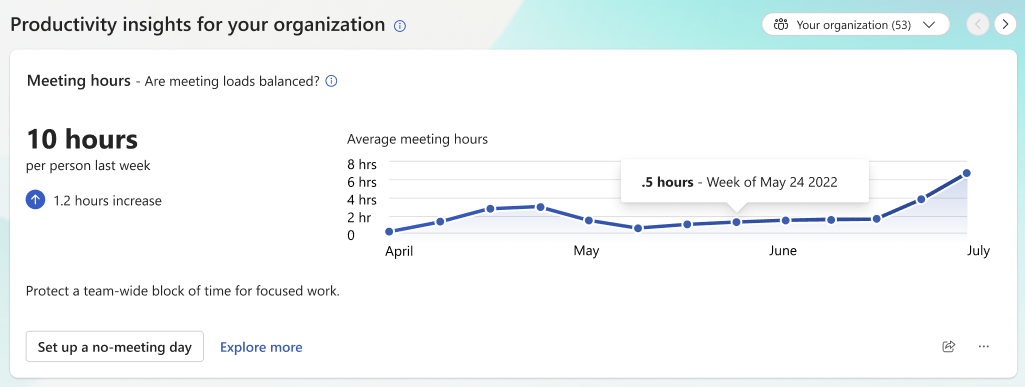 Productivity insights for your organization
Your organization (53)
Meeting hours - Are meeting loads balanced?
10 hours
per person last week
1.2 hours increase
Average meeting hours
8 hrs
6 hrs
4 hrs
2 hr
0
.5 hours - Week of May 24 2022
April May June July
Protect a team-wide block of time for focused work.
Set up a no-meeting day Explore more